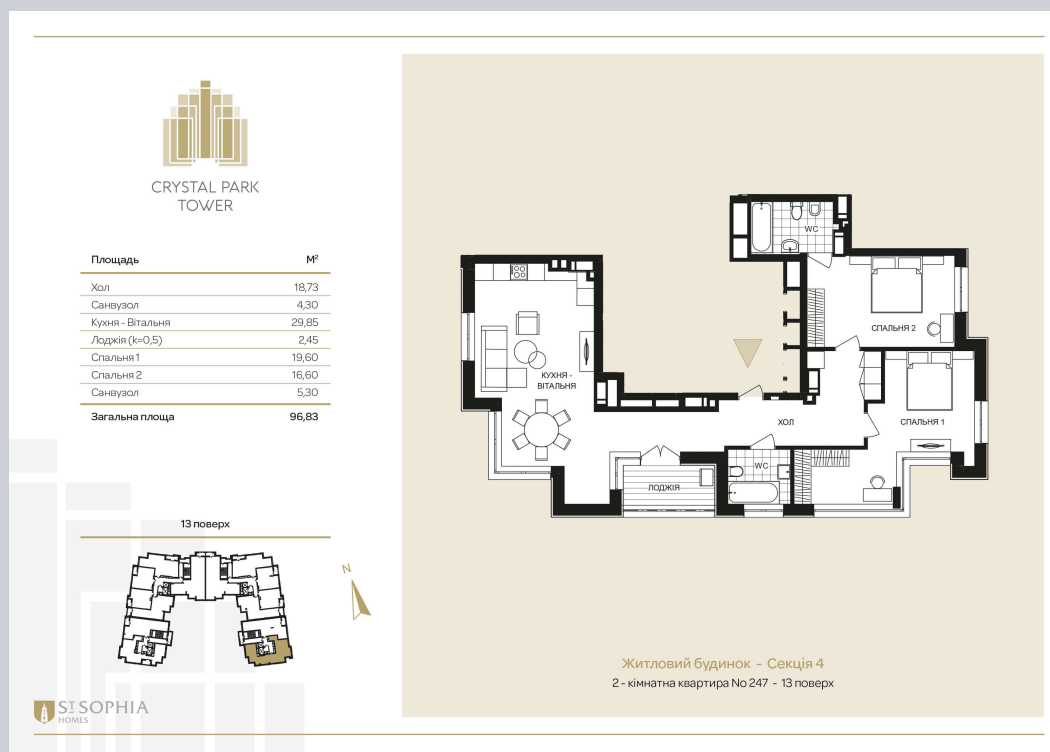 CRYSTAL PARK
TOWER
Площадь М²
Хол 18,73
Санвузол 4,30
Кухня - Вітальня 29,85
Лоджія (k=0,5) 2,45
Спальня 1 19,60
Спальня 2 16,60
Санвузол 5,30
Загальна площа 96,83
13 поверх
N
ST SOPHIA
HOMES
WC
СПАЛЬНЯ 2
КУХНЯ -
ВІТАЛЬНЯ
ХОЛ
СПАЛЬНЯ 1
WC
ЛОДЖІЯ
Житловий будинок - Секція 4
2 - кімнатна квартира No 247 - 13 поверх